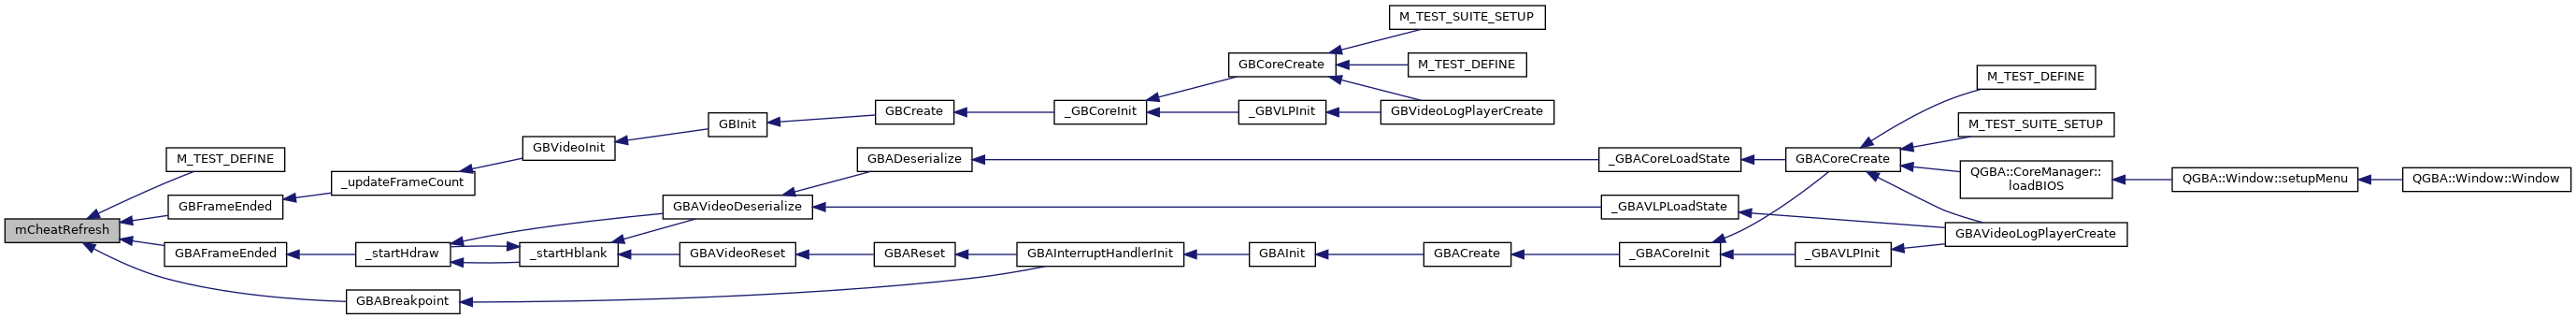 mCheatRefresh
M_TEST_DEFINE
GBFrameEnded
GBAFrameEnded
GBABreakpoint
_updateFrameCount
_startHdraw
GBVideoInit
_startHblank
GBInit
GBAVideoDeserialize
GBAVideoReset
GBCreate
GBADeserialize
GBAReset
_GBCoreInit
GBAInterruptHandlerInit
GBCoreCreate
_GBVLPInit
GBAInit
M_TEST_SUITE_SETUP
M_TEST_DEFINE
GBVideoLogPlayerCreate
GBACreate
_GBACoreLoadState
_GBAVLPLoadState
_GBACoreInit
GBACoreCreate
_GBAVLPInit
M_TEST_DEFINE
M_TEST_SUITE_SETUP
QGBA::CoreManager::
loadBIOS
GBAVideoLogPlayerCreate
QGBA::Window::setupMenu
QGBA::Window::Window